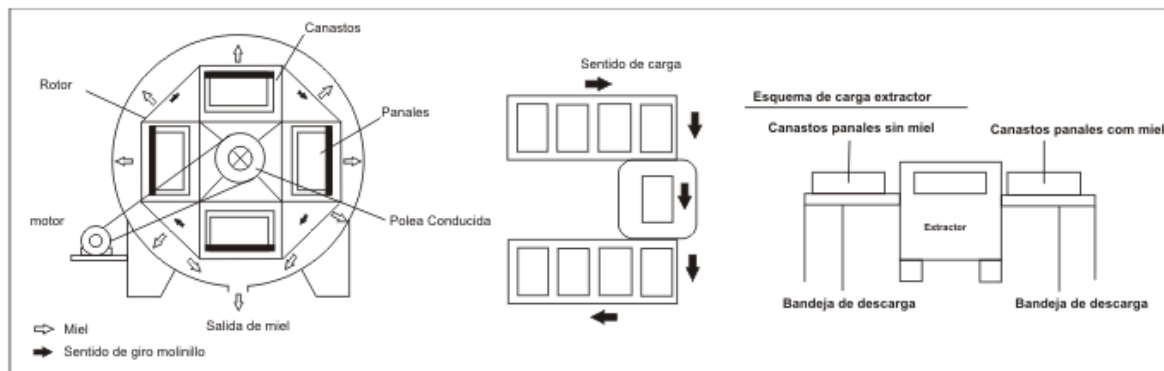 Canastos
Rotor
Panales
motor
Polea Conducida
Salida de miel
Miel
Sentido de giro molinillo
Sentido de carga
Esquema de carga extractor
Canastos panales sin miel
Canastos panales com miel
Extractor
Bandeja de descarga
Bandeja de descarga